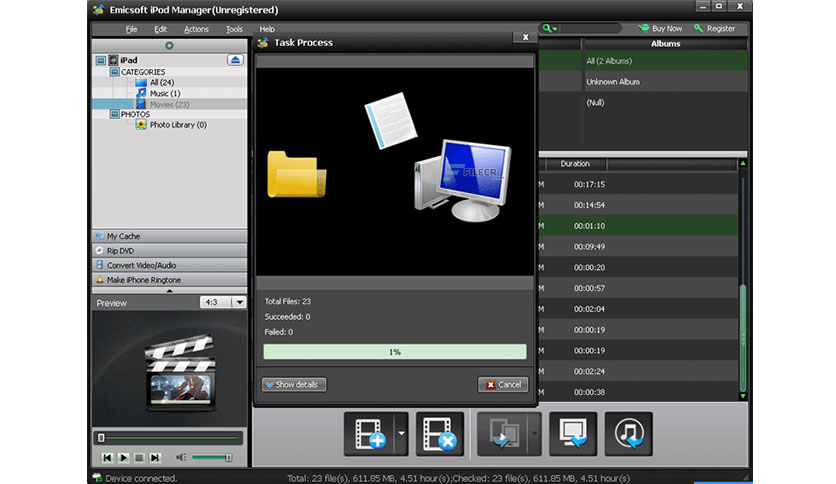 Emicsoft iPod Manager(Unregistered)
File Edit Actions Tools Help
Buy Now Register
iPad
CATEGORIES
All (24)
Music (1)
Movies (23)
PHOTOS
Photo Library (0)
My Cache
Rip DVD
Convert Video/Audio
Make iPhone Ringtone
Preview 4:3
Task Process
FILECR
Total Files: 23
Succeeded: 0
Failed: 0
1%
Show details Cancel
Albums
All (2 Albums)
Unknown Album
(Null)
Duration
M 00:17:15
M 00:14:54
M 00:01:10
M 00:09:49
M 00:00:20
M 00:00:57
M 00:02:04
M 00:00:19
M 00:00:19
M 00:02:24
M 00:00:38
Device connected. Total: 23 file(s), 611.85 MB, 4.51 hour(s);Checked: 23 file(s), 611.85 MB, 4.51 hour(s)